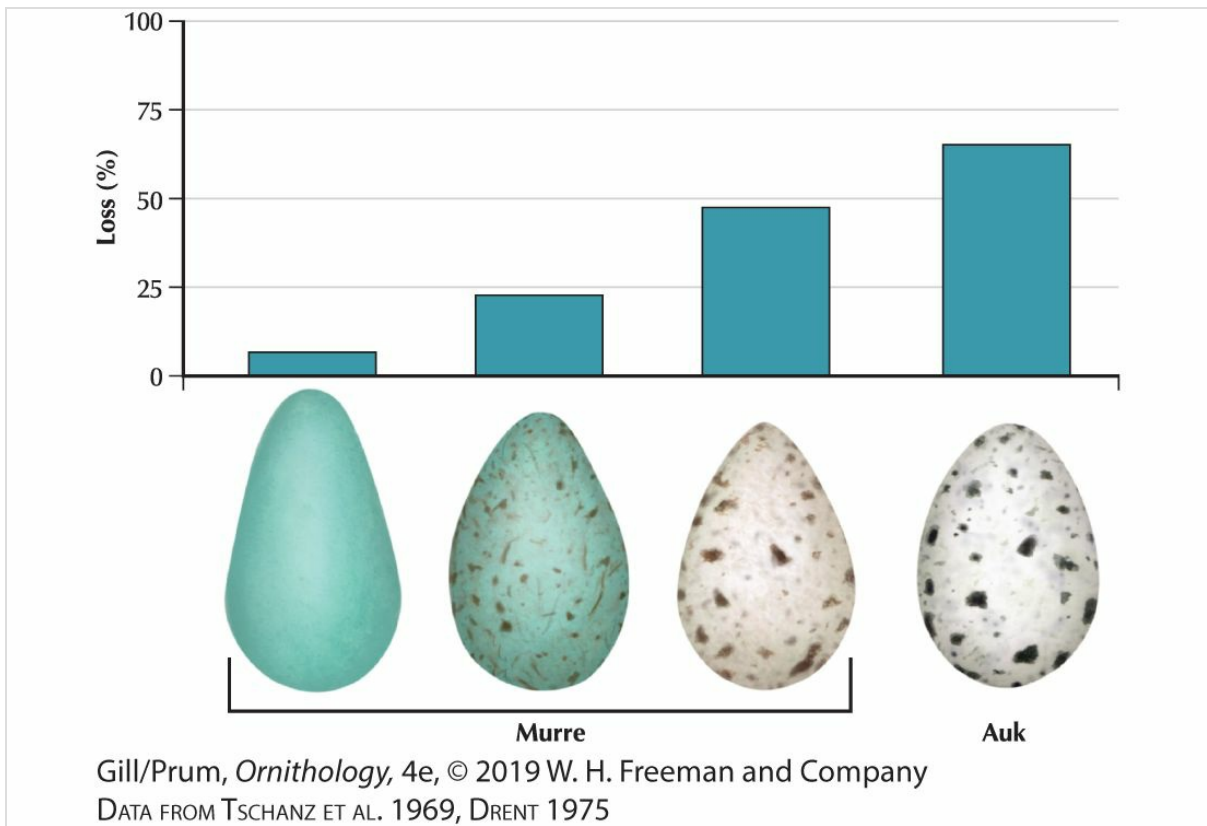 100
75
50
25
0
Loss (%)
Murre
Auk
Gill/Prum, Ornithology, 4e, © 2019 W. H. Freeman and Company
DATA FROM TSCHANZ ET AL. 1969, DRENT 1975